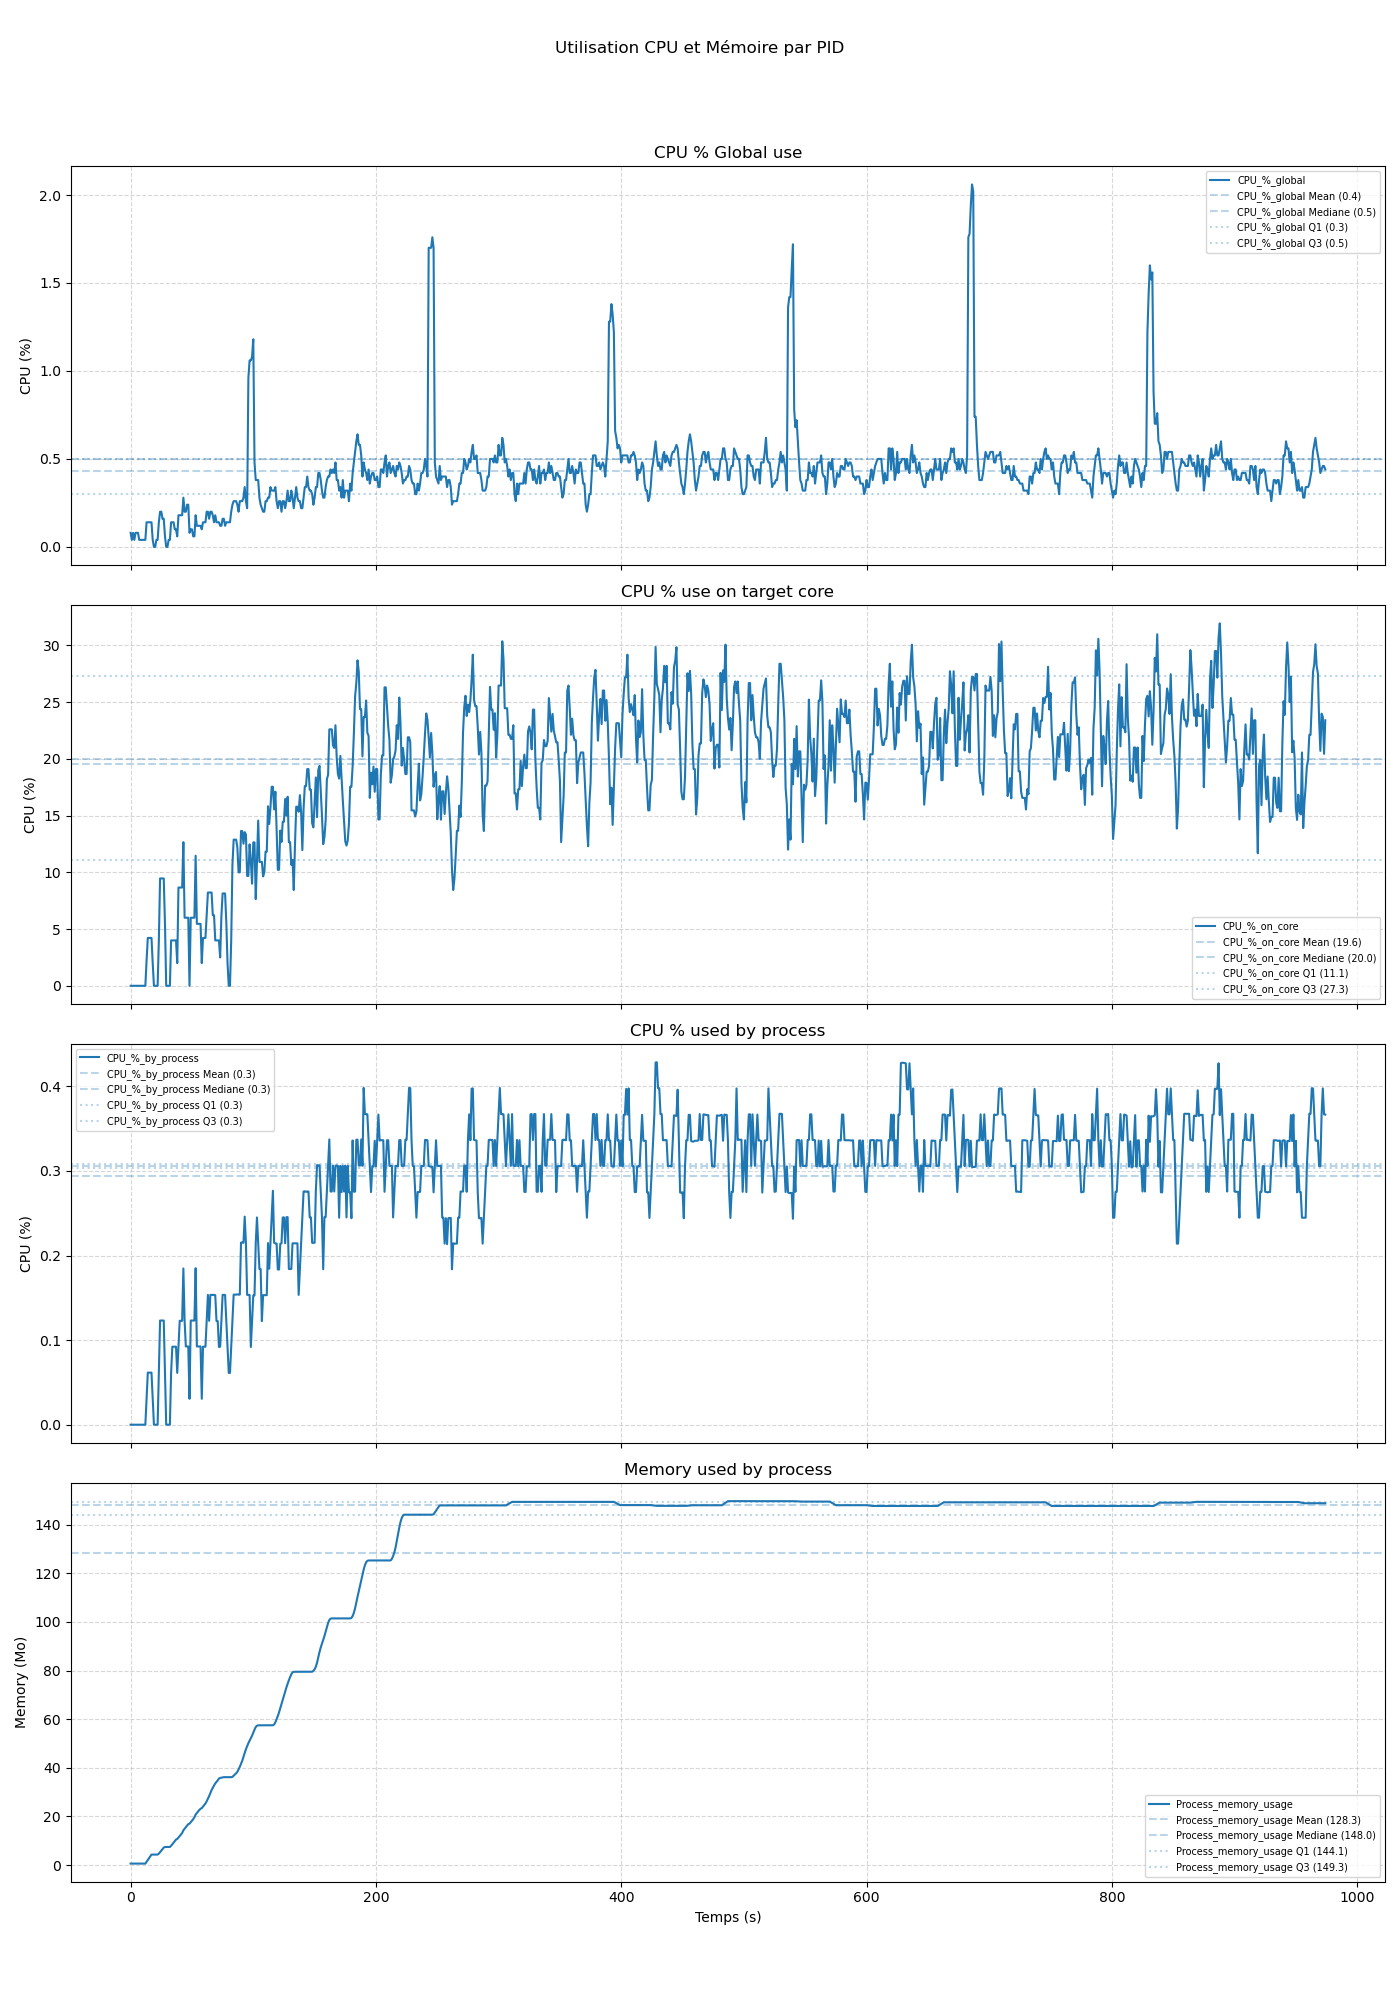 Utilisation CPU et Mémoire par PID
CPU % Global use
2.0
1.5
1.0
0.5
0.0
CPU (%)
CPU_%_global
CPU_%_global Mean (0.4)
CPU_%_global Mediane (0.5)
CPU_%_global Q1 (0.3)
CPU_%_global Q3 (0.5)
CPU % use on target core
30
25
20
15
10
5
0
CPU (%)
CPU_%_on_core
CPU_%_on_core Mean (19.6)
CPU_%_on_core Mediane (20.0)
CPU_%_on_core Q1 (11.1)
CPU_%_on_core Q3 (27.3)
CPU % used by process
CPU_%_by_process
CPU_%_by_process Mean (0.3)
CPU_%_by_process Mediane (0.3)
CPU_%_by_process Q1 (0.3)
CPU_%_by_process Q3 (0.3)
0.4
0.3
0.2
0.1
0.0
CPU (%)
Memory used by process
140
120
100
80
60
40
20
0
Memory (Mo)
Process_memory_usage
Process_memory_usage Mean (128.3)
Process_memory_usage Mediane (148.0)
Process_memory_usage Q1 (144.1)
Process_memory_usage Q3 (149.3)
0 200 400 600 800 1000
Temps (s)